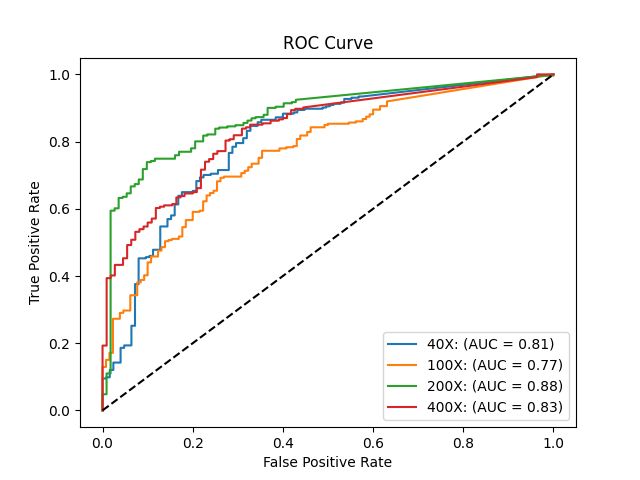 ROC Curve
1.0
0.8
0.6
0.4
0.2
0.0
True Positive Rate
40X: (AUC = 0.81)
100X: (AUC = 0.77)
200X: (AUC = 0.88)
400X: (AUC = 0.83)
0.0 0.2 0.4 0.6 0.8 1.0
False Positive Rate